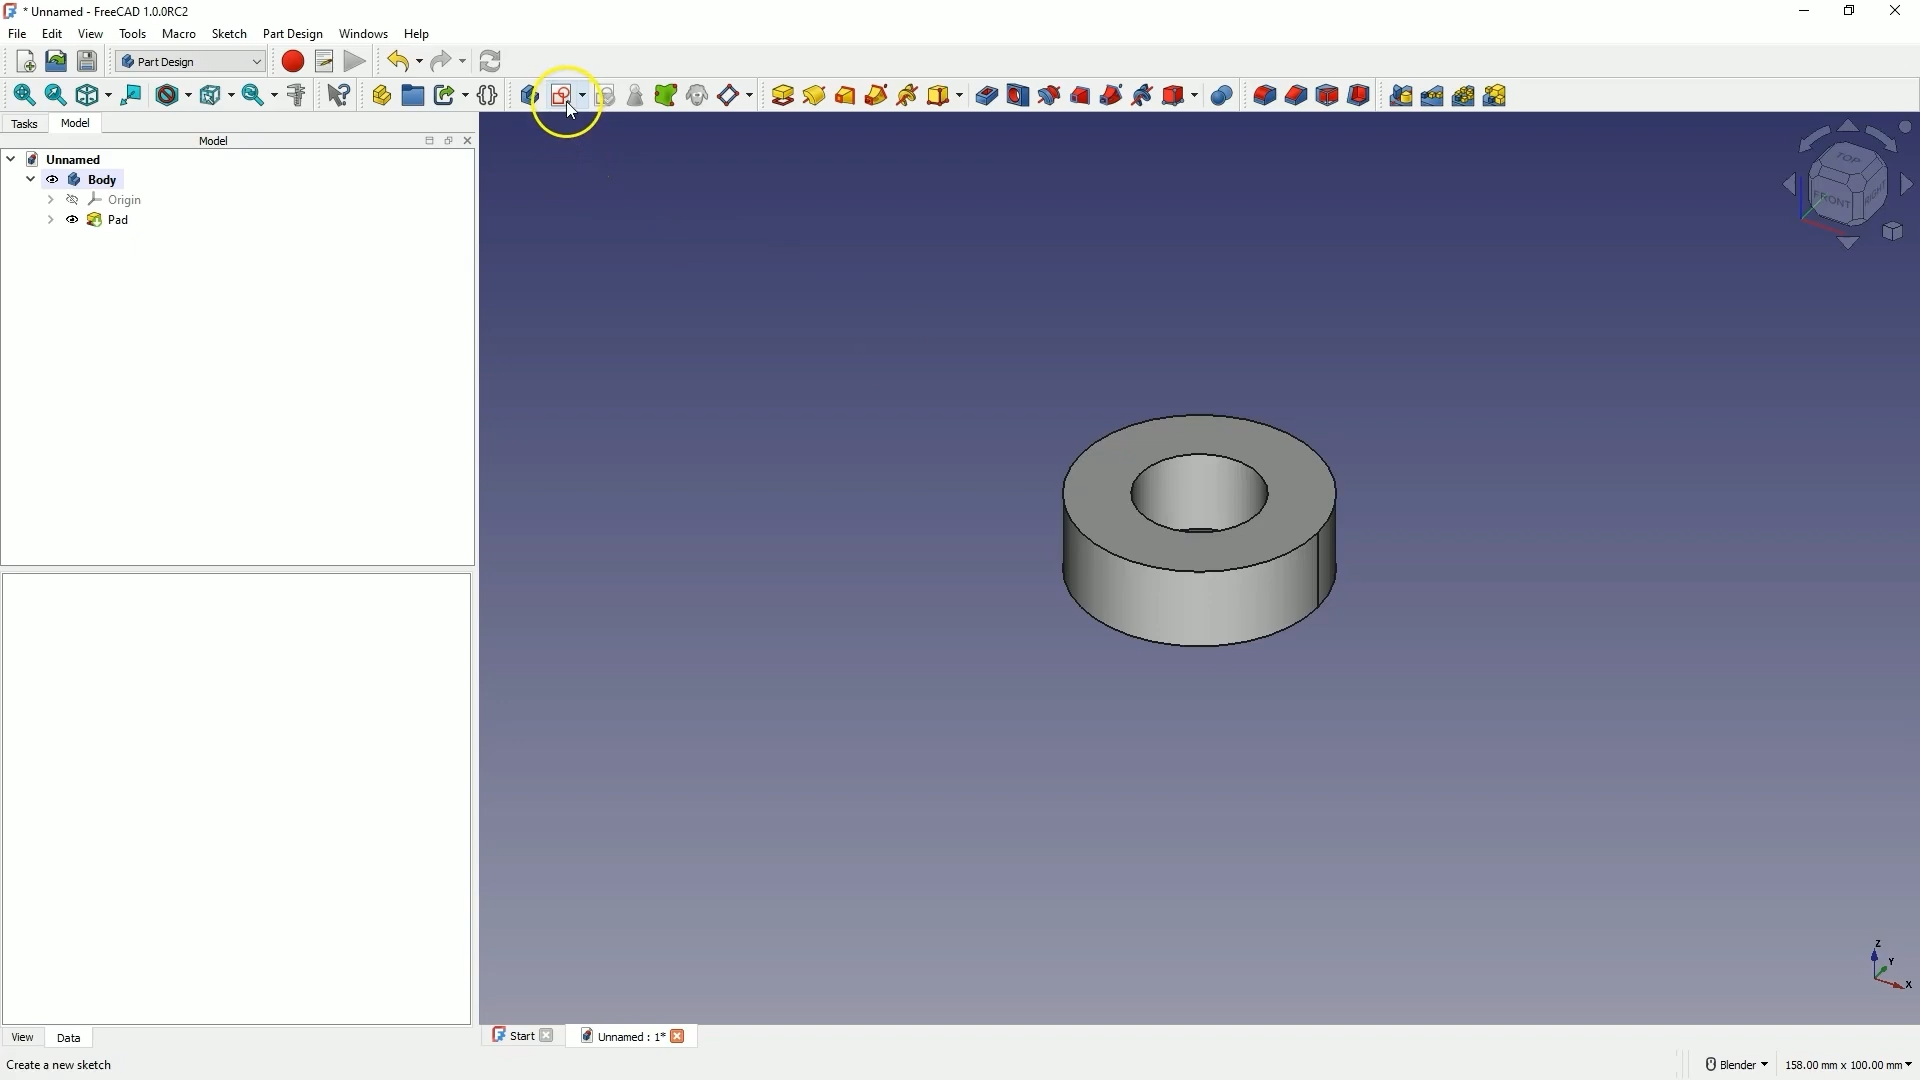 * Unnamed - FreeCAD 1.0.0RC2
File Edit View Tools Macro Sketch Part Design Windows Help
Part Design
Tasks Model
Model
Unnamed
Body
Origin
Pad
TOP
FRONT RIGHT
Z
Y
X
View Data
Start Unnamed : 1*
Create a new sketch
Blender 158.00 mm x 100.00 mm